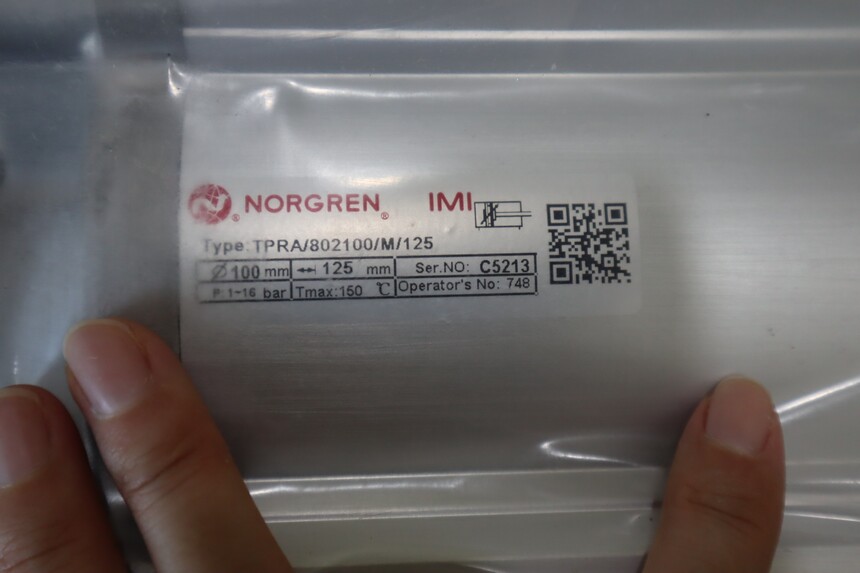 ® NORGREN® IMI
Type: TPRA/802100/M/125
Ø 100 mm ↔ 125 mm Ser.NO: C5213
P: 1-16 bar Tmax:150 ℃ Operator's No: 748